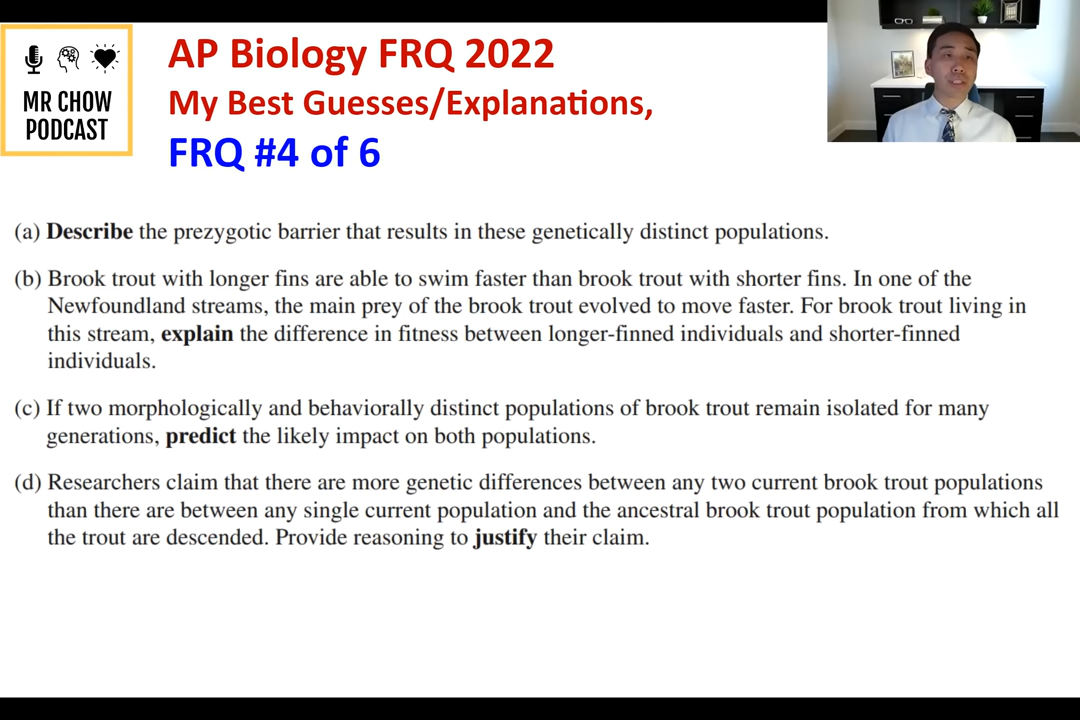 MR CHOW
PODCAST
AP Biology FRQ 2022
My Best Guesses/Explanations,
FRQ #4 of 6
(a) Describe the prezygotic barrier that results in these genetically distinct populations.
(b) Brook trout with longer fins are able to swim faster than brook trout with shorter fins. In one of the
Newfoundland streams, the main prey of the brook trout evolved to move faster. For brook trout living in
this stream, explain the difference in fitness between longer-finned individuals and shorter-finned
individuals.
(c) If two morphologically and behaviorally distinct populations of brook trout remain isolated for many
generations, predict the likely impact on both populations.
(d) Researchers claim that there are more genetic differences between any two current brook trout populations
than there are between any single current population and the ancestral brook trout population from which all
the trout are descended. Provide reasoning to justify their claim.